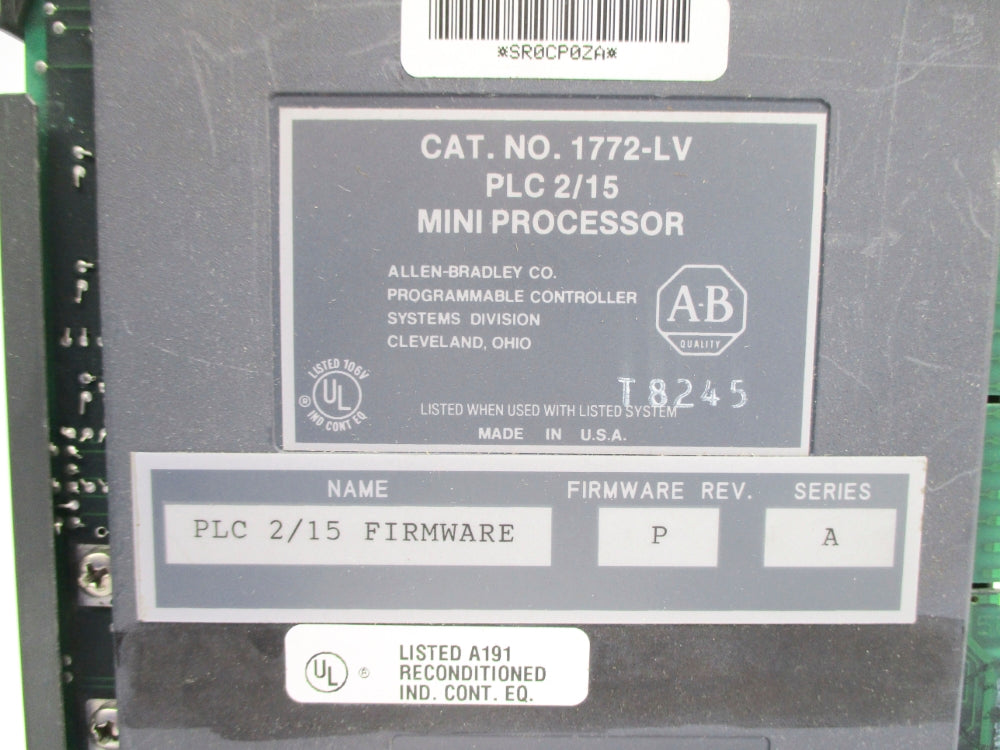 *SR0CP0ZA*
CAT. NO. 1772-LV
PLC 2/15
MINI PROCESSOR
ALLEN-BRADLEY CO.
PROGRAMMABLE CONTROLLER
SYSTEMS DIVISION
CLEVELAND, OHIO
A·B
QUALITY
LISTED 106V
UL
®
IND CONT EQ
T8245
LISTED WHEN USED WITH LISTED SYSTEM
MADE IN U.S.A.
NAME FIRMWARE REV. SERIES
PLC 2/15 FIRMWARE P A
UL ®
LISTED A191
RECONDITIONED
IND. CONT. EQ.